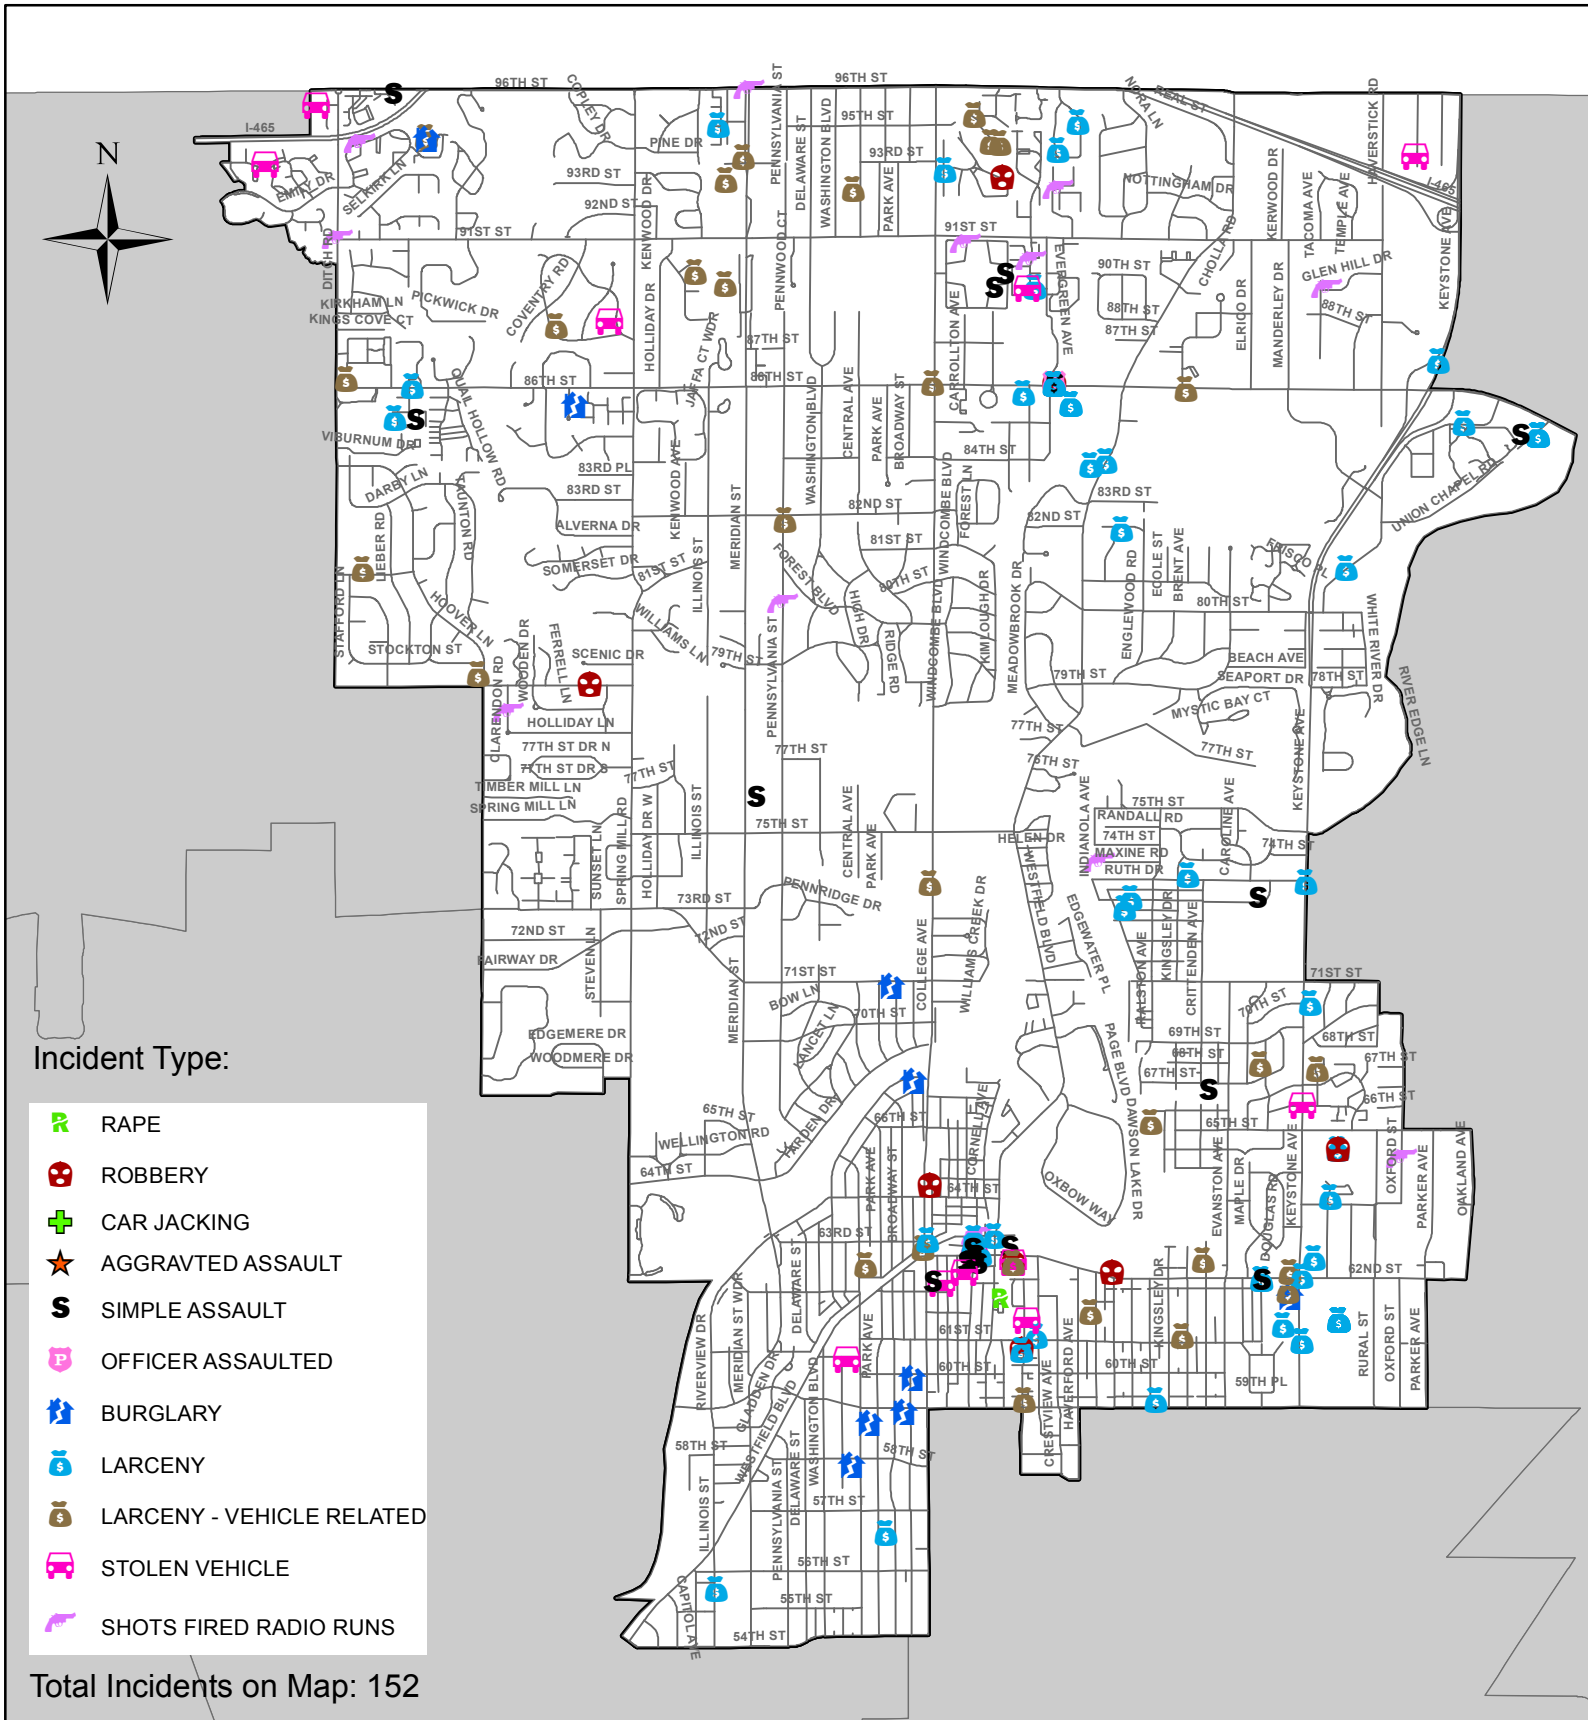 96TH ST
96TH ST
COPLEY DR
PENNSYLVANIA ST
DELAWARE ST
WASHINGTON BLVD
95TH ST
NORA LN
REAL ST
HAVERSTICK RD
I-465
N
PINE DR
93RD ST
93RD ST
PARK AVE
EMILY DR
SELKIRK LN
92ND ST
KENWOOD DR
NOTTINGHAM DR
KERWOOD DR
TACOMA AVE
TEMPLE AVE
I-465
KEYSTONE AVE
91ST ST
91ST ST
DITCH RD
PENNWOOD CT
EVERGREEN AVE
90TH ST
CHOLLA RD
GLEN HILL DR
KIRKHAM LN
PICKWICK DR
KINGS COVE CT
COVENTRY RD
HOLLIDAY DR
JAFFA CT WDR
87TH ST
86TH ST
CARROLLTON AVE
88TH ST
87TH ST
ELRICO DR
MANDERLEY DR
88TH ST
86TH ST
QUAIL HOLLOW RD
WASHINGTON BLVD
CENTRAL AVE
PARK AVE
BROADWAY ST
VIBURNUM DR
83RD PL
KENWOOD AVE
84TH ST
DARBY LN
83RD ST
MERIDIAN ST
82ND ST
WINDCOMBE BLVD
FOREST LN
83RD ST
82ND ST
UNION CHAPEL RD
TAUNTON RD
LIEBER RD
ALVERNA DR
81ST ST
FRISCO PL
STAFFORD LN
SOMERSET DR
81ST ST
ILLINOIS ST
FOREST BLVD
80TH ST
HIGH DR
KIMLOUGH DR
MEADOWBROOK DR
ENGLEWOOD RD
ECOLE ST
BRENT AVE
80TH ST
HOOVER LN
WILLIAMS LN
WHITE RIVER DR
STOCKTON ST
WOODEN DR
FERRELL LN
SCENIC DR
79TH ST
PENNSYLVANIA ST
RIDGE RD
WINDCOMBE BLVD
79TH ST
BEACH AVE
SEAPORT DR
78TH ST
CLARENDON RD
HOLLIDAY LN
77TH ST
MYSTIC BAY CT
RIVER EDGE LN
77TH ST DR N
77TH ST DR S
77TH ST
77TH ST
76TH ST
77TH ST
KEYSTONE AVE
TIMBER MILL LN
SPRING MILL LN
SPRING MILL RD
HOLLIDAY DR W
ILLINOIS ST
75TH ST
CENTRAL AVE
PARK AVE
INDIANOLA AVE
75TH ST
RANDALL RD
HELEN DR
74TH ST
CAROLINE AVE
74TH ST
MAXINE RD
RUTH DR
SUNSET LN
WESTFIELD BLVD
73RD ST
PENNRIDGE DR
WILLIAMS CREEK DR
EDGEWATER PL
KINGSLEY DR
CRITTENDEN AVE
72ND ST
72ND ST
FAIRWAY DR
STEVEN LN
MERIDIAN ST
71ST ST
COLLEGE AVE
RALSTON AVE
71ST ST
BOW LN
LANCET LN
70TH ST
70TH ST
EDGEMERE DR
WOODMERE DR
PAGE BLVD
69TH ST
68TH ST
68TH ST
67TH ST
67TH ST
66TH ST
Incident Type:
RAPE
ROBBERY
CAR JACKING
AGGRAVTED ASSAULT
SIMPLE ASSAULT
OFFICER ASSAULTED
BURGLARY
LARCENY
LARCENY - VEHICLE RELATED
STOLEN VEHICLE
SHOTS FIRED RADIO RUNS
Total Incidents on Map: 152
65TH ST
WELLINGTON RD
64TH ST
66TH ST
CORNELL AVE
DAWSON LAKE DR
65TH ST
PARK AVE
BROADWAY ST
64TH ST
OXBOW WAY
EVANSTON AVE
MAPLE DR
DOUGLAS RD
KEYSTONE AVE
OXFORD ST
PARKER AVE
OAKLAND AVE
63RD ST
62ND ST
RIVERVIEW DR
MERIDIAN ST WDR
DELAWARE ST
GLADDEN DR
WESTFIELD BLVD
WASHINGTON BLVD
PARK AVE
61ST ST
60TH ST
CRESTVIEW AVE
HAVERFORD AVE
KINGSLEY DR
60TH ST
59TH PL
RURAL ST
OXFORD ST
PARKER AVE
58TH ST
58TH ST
ILLINOIS ST
PENNSYLVANIA ST
DELAWARE ST
57TH ST
56TH ST
55TH ST
CAPITOL AVE
54TH ST